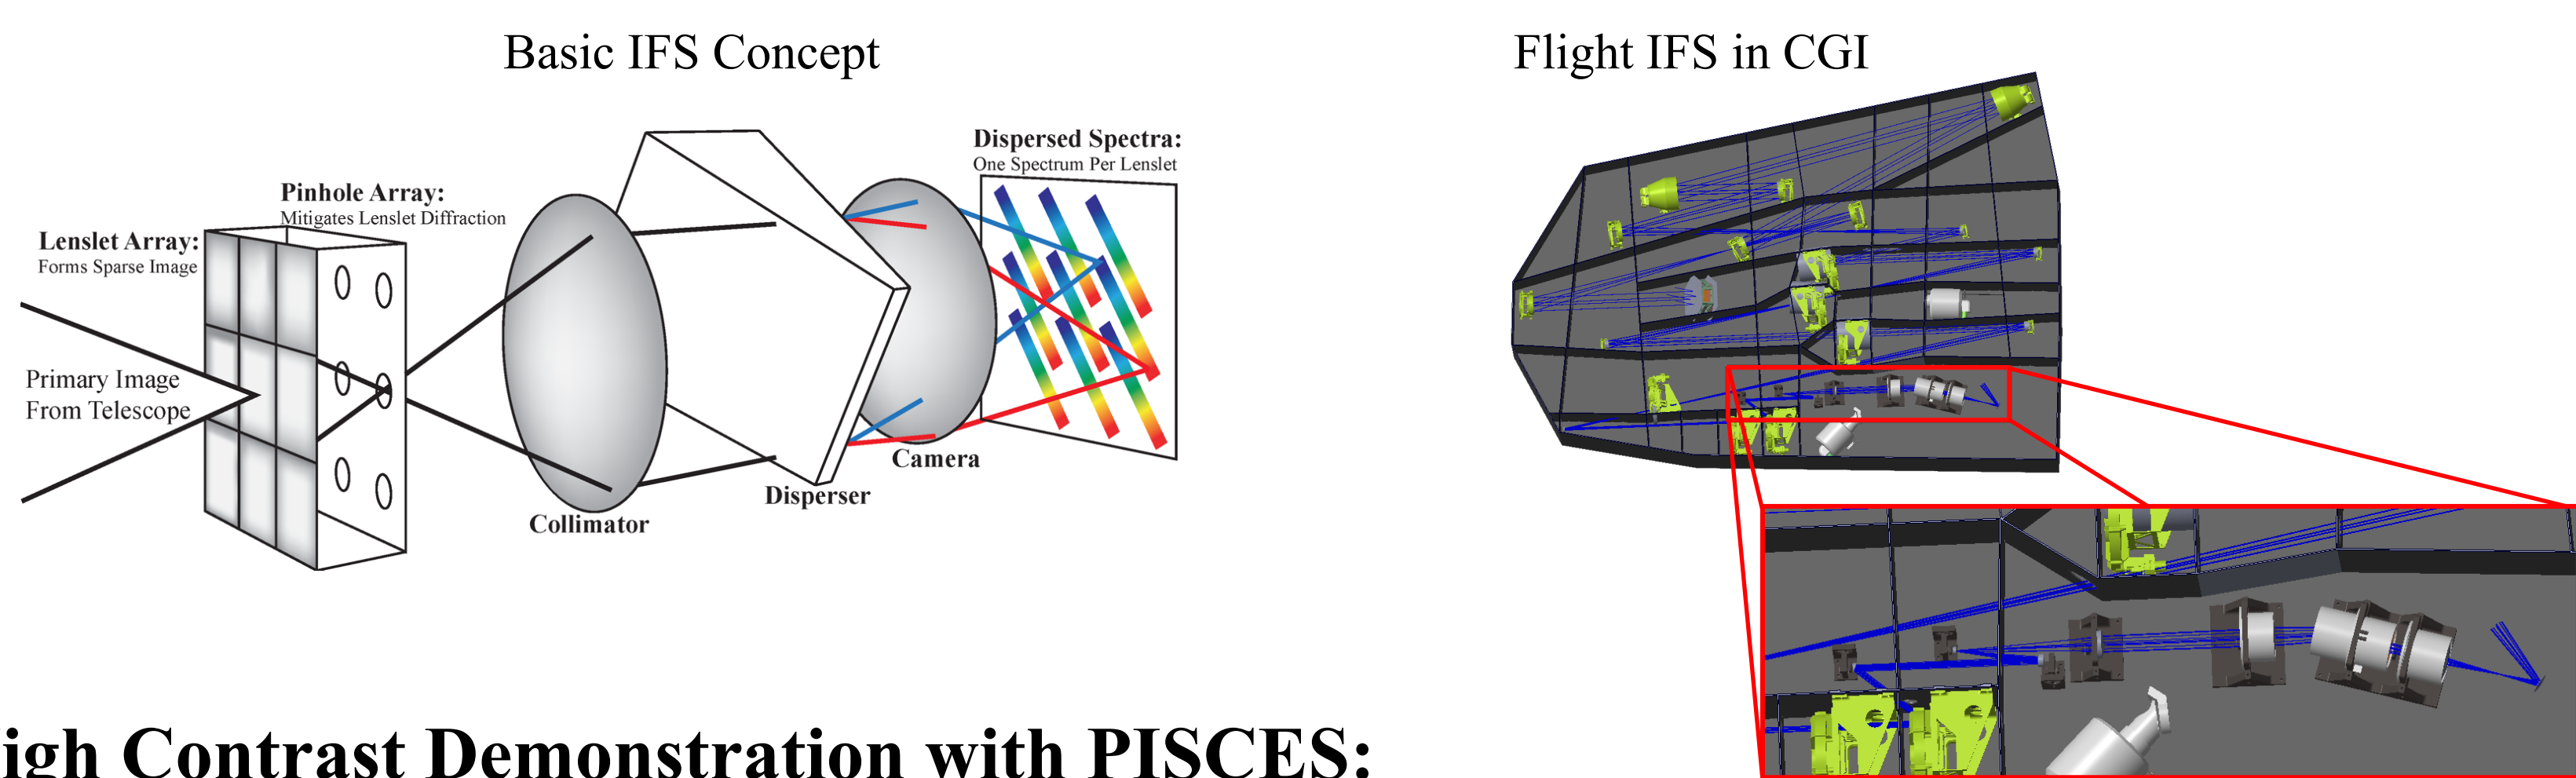 Basic IFS Concept
Flight IFS in CGI
Dispersed Spectra:
One Spectrum Per Lenslet
Pinhole Array:
Mitigates Lenslet Diffraction
Lenslet Array:
Forms Sparse Image
Primary Image
From Telescope
Camera
Disperser
Collimator
igh Contrast Demonstration with PISCES: